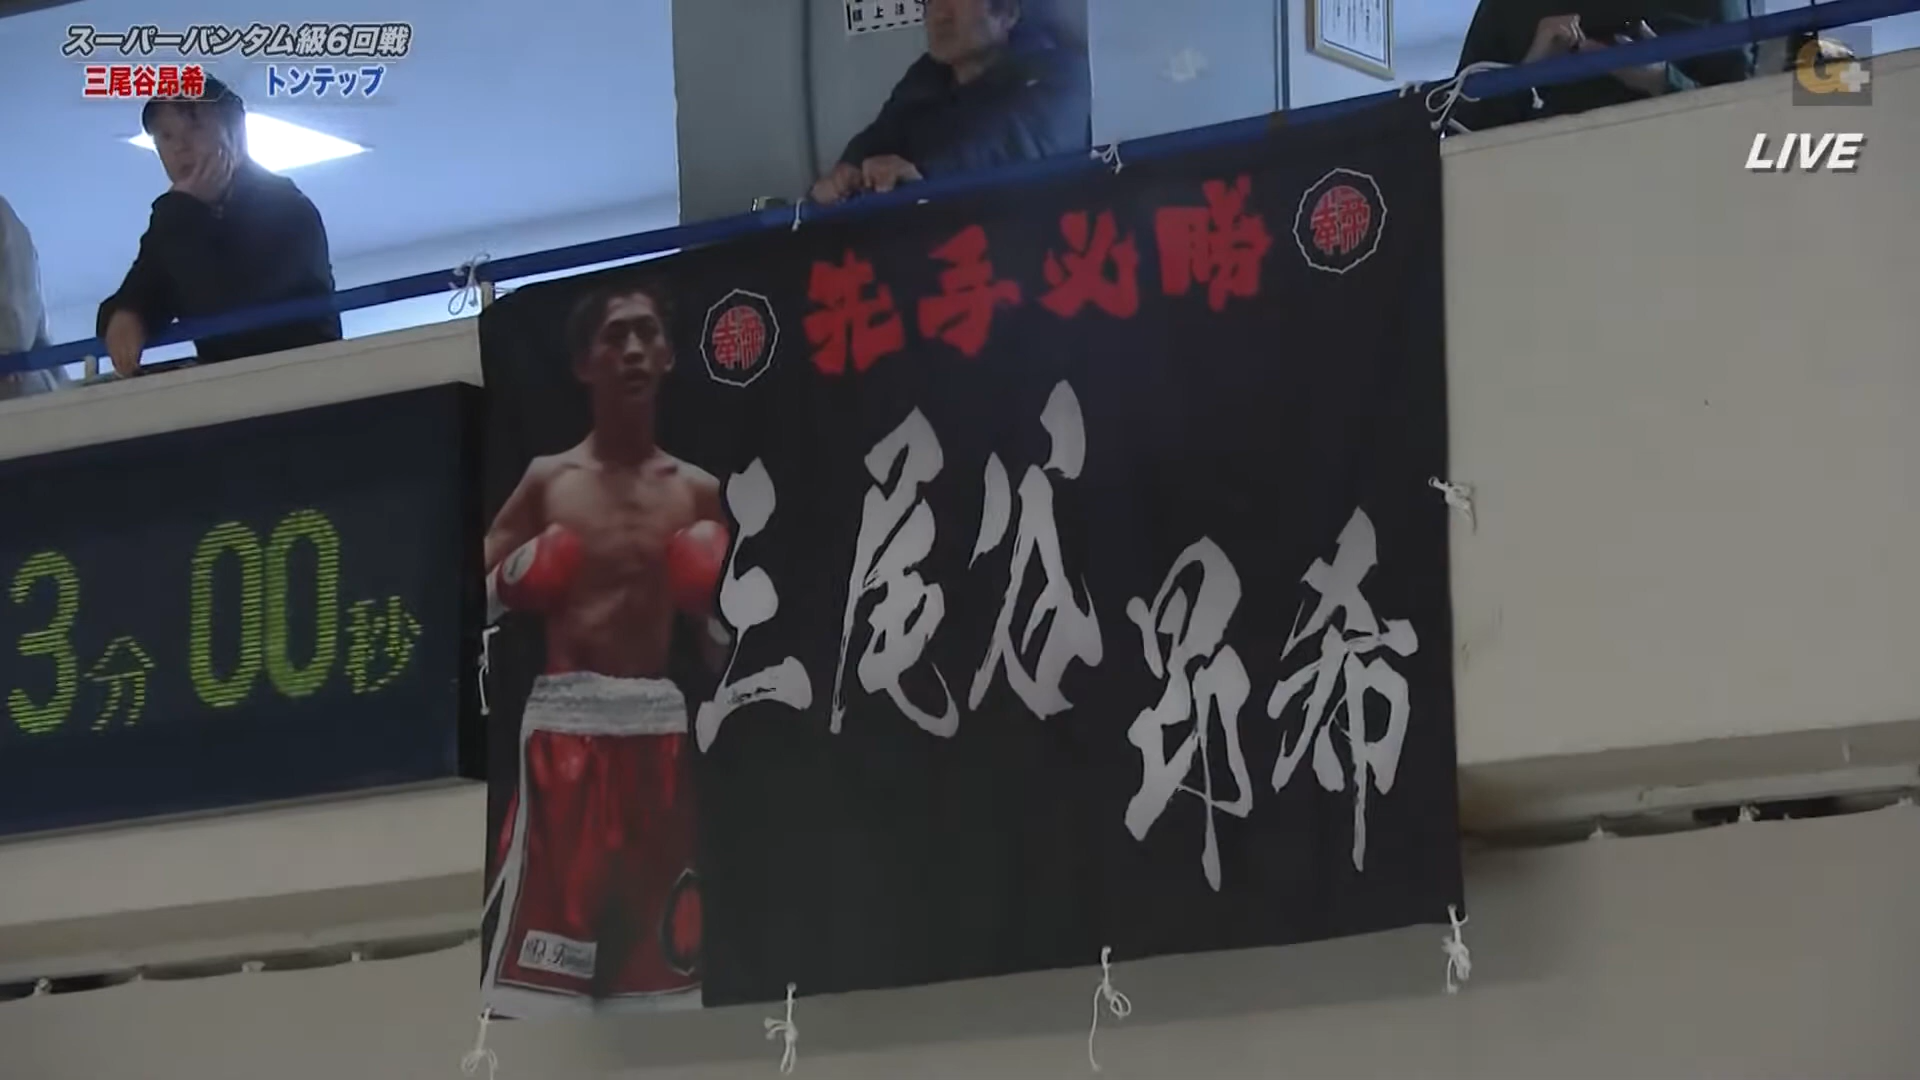 スーパーバンタム級6回戦
三尾谷昂希 トンテップ
G+
LIVE
先手必勝
三尾谷
昂希
3分00秒